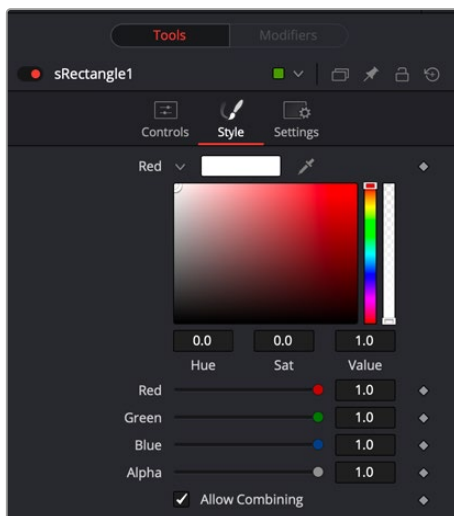 Tools Modifiers
sRectangle1
Controls Style Settings
Red
0.0 0.0 1.0
Hue Sat Value
Red 1.0
Green 1.0
Blue 1.0
Alpha 1.0
Allow Combining